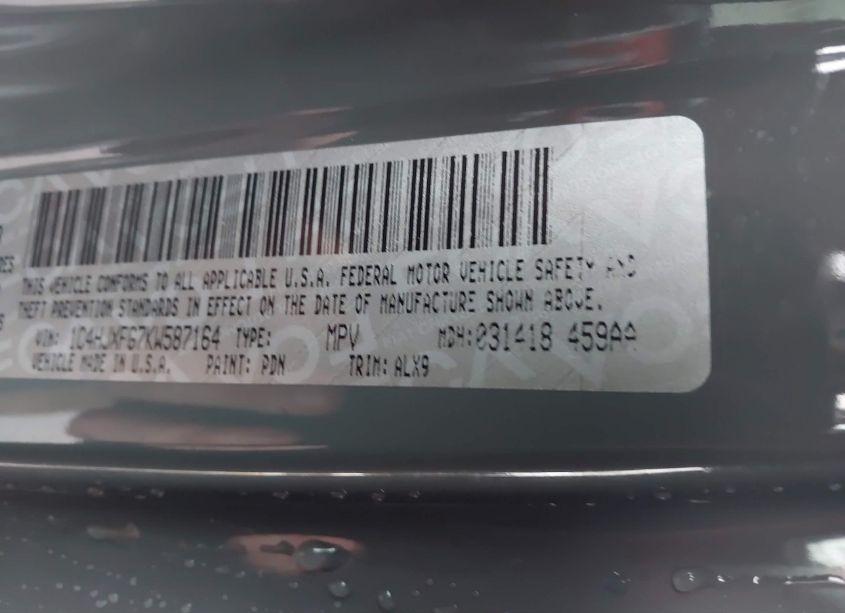 THIS VEHICLE CONFORMS TO ALL APPLICABLE U.S.A. FEDERAL MOTOR VEHICLE SAFETY AND
THEFT PREVENTION STANDARDS IN EFFECT ON THE DATE OF MANUFACTURE SHOWN ABOVE.
VIN: 1C4HJXFG7KW587164 TYPE: MPV MDH:031418 459AA
VEHICLE MADE IN U.S.A. PAINT: PDN TRIM: ALX9